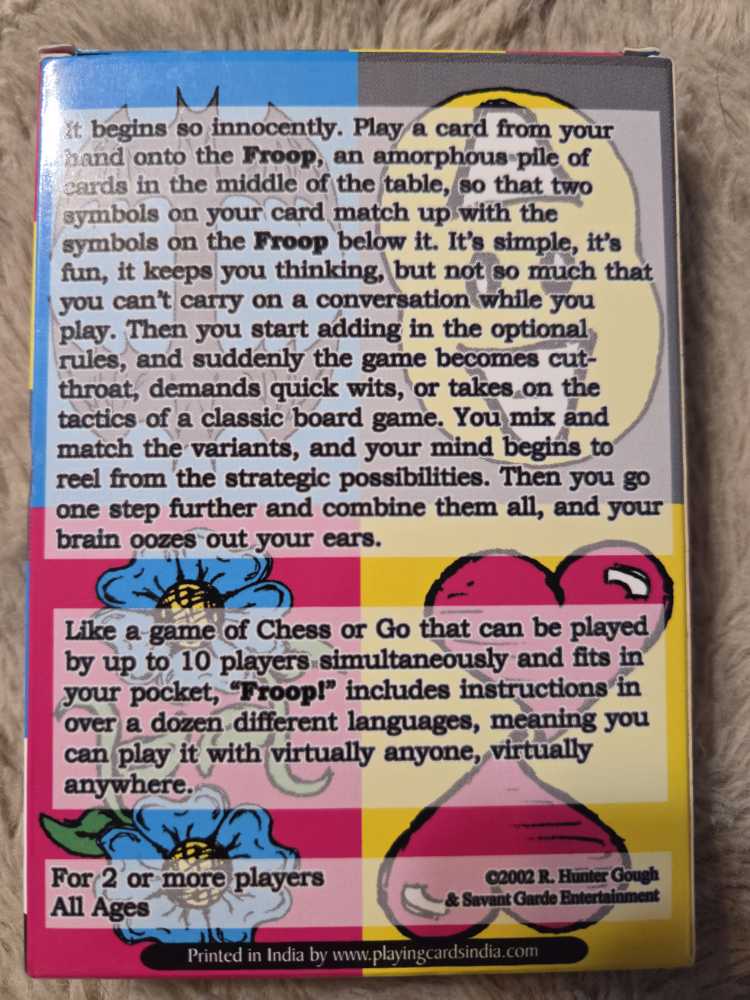 It begins so innocently. Play a card from your
hand onto the Froop, an amorphous pile of
cards in the middle of the table, so that two
symbols on your card match up with the
symbols on the Froop below it. It's simple, it's
fun, it keeps you thinking, but not so much that
you can't carry on a conversation while you
play. Then you start adding in the optional
rules, and suddenly the game becomes cut-
throat, demands quick wits, or takes on the
tactics of a classic board game. You mix and
match the variants, and your mind begins to
reel from the strategic possibilities. Then you go
one step further and combine them all, and your
brain oozes out your ears.
Like a game of Chess or Go that can be played
by up to 10 players simultaneously and fits in
your pocket, "Froop!" includes instructions in
over a dozen different languages, meaning you
can play it with virtually anyone, virtually
anywhere.
For 2 or more players
All Ages
©2002 R. Hunter Gough
& Savant Garde Entertainment
Printed in India by www.playingcardsindia.com